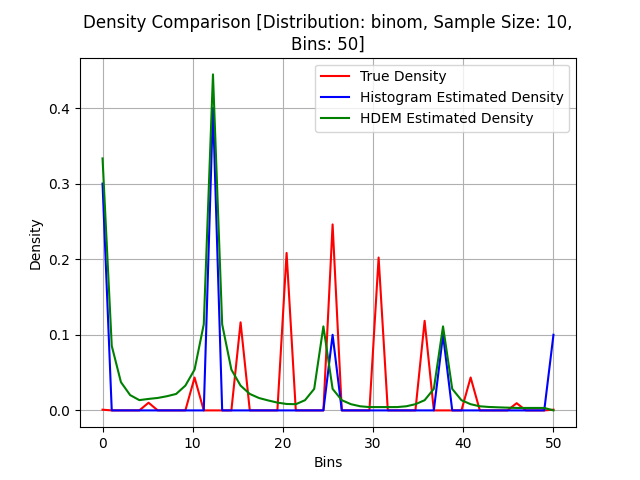 Density Comparison [Distribution: binom, Sample Size: 10,
Bins: 50]
True Density
Histogram Estimated Density
HDEM Estimated Density
Density
0.4
0.3
0.2
0.1
0.0
0 10 20 30 40 50
Bins